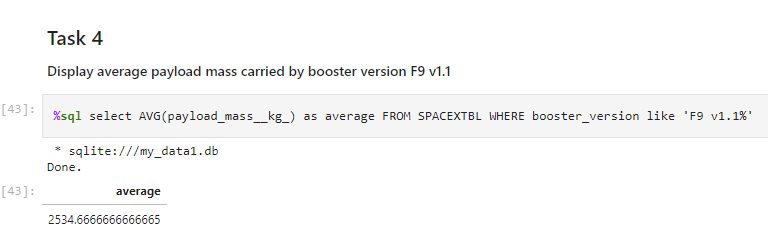 Task 4
Display average payload mass carried by booster version F9 v1.1
[43]: %sql select AVG(payload_mass__kg_) as average FROM SPACEXTBL WHERE booster_version like 'F9 v1.1%'
* sqlite:///my_data1.db
Done.
[43]: average
2534.6666666666665